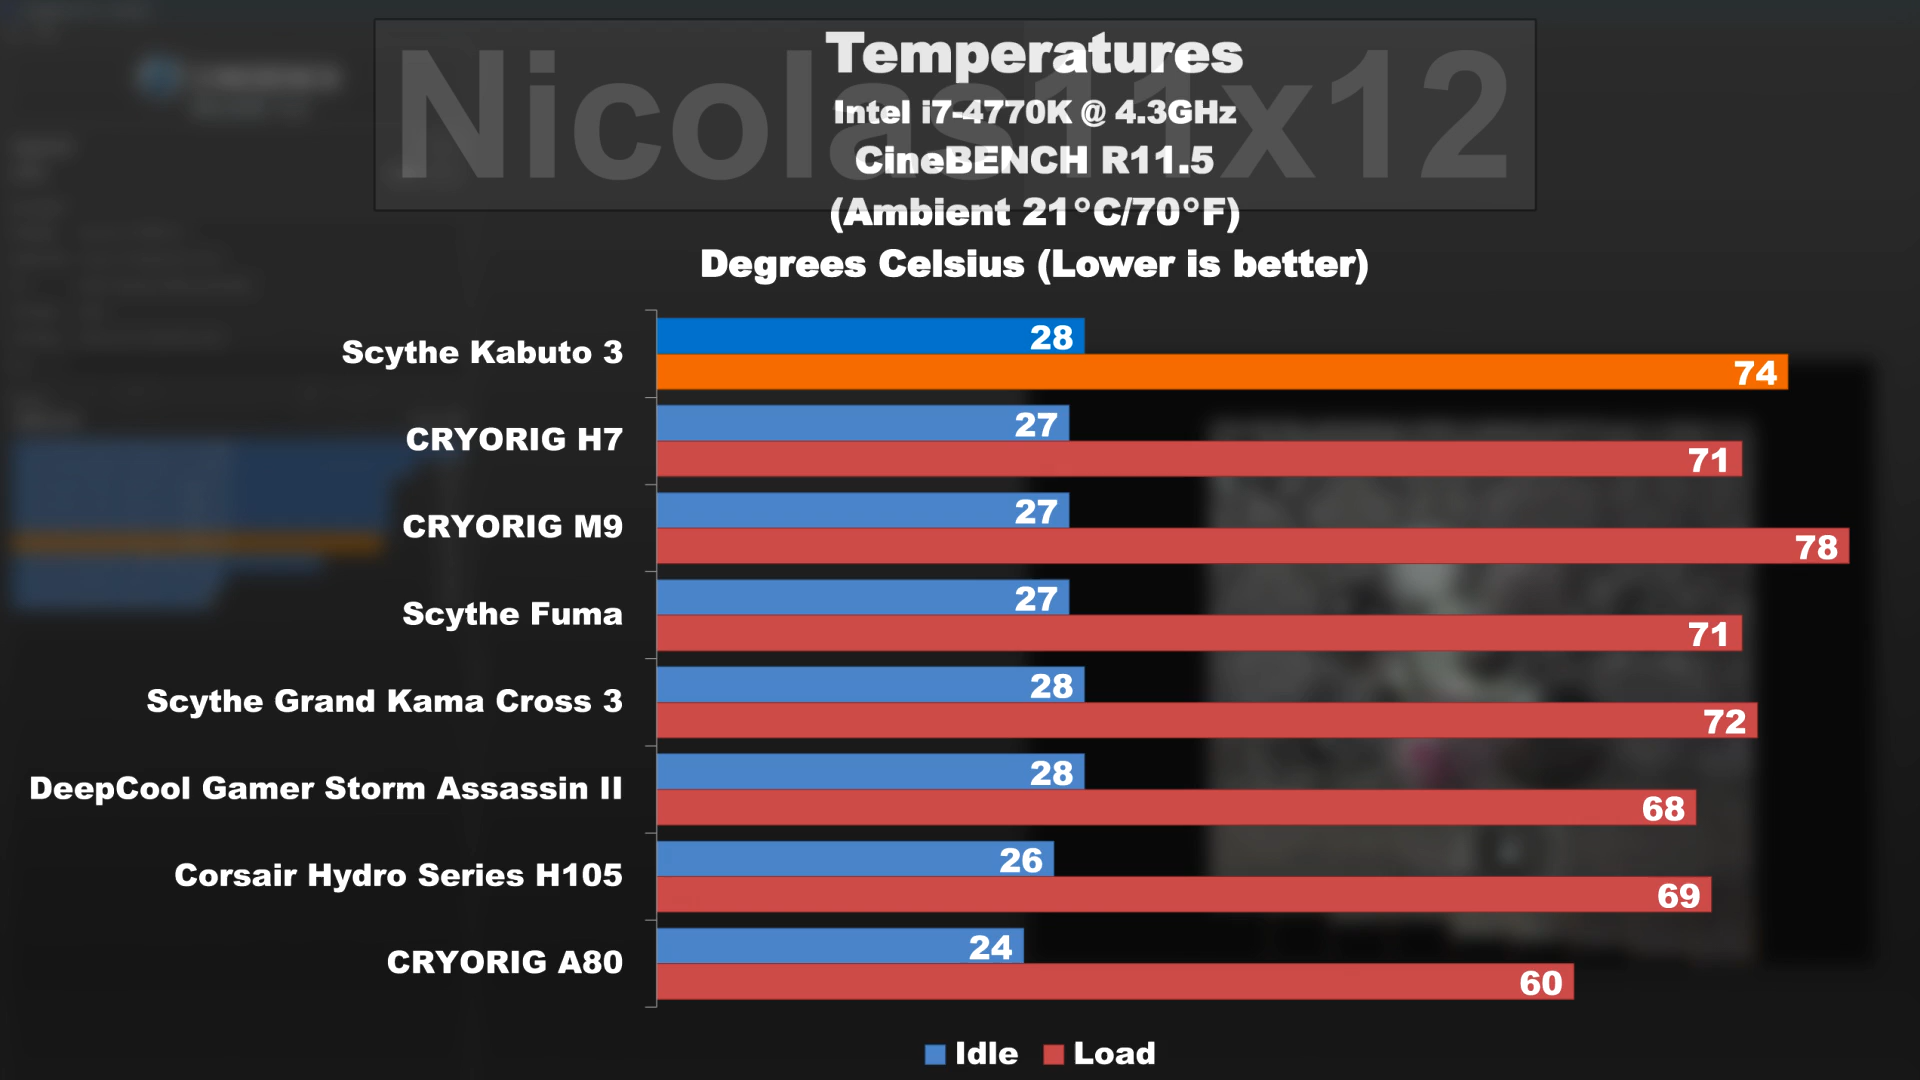 Nicolas11x12
Temperatures
Intel i7-4770K @ 4.3GHz
CineBENCH R11.5
(Ambient 21°C/70°F)
Degrees Celsius (Lower is better)
Scythe Kabuto 3
28
74
CRYORIG H7
27
71
CRYORIG M9
27
78
Scythe Fuma
27
71
Scythe Grand Kama Cross 3
28
72
DeepCool Gamer Storm Assassin II
28
68
Corsair Hydro Series H105
26
69
CRYORIG A80
24
60
Idle Load